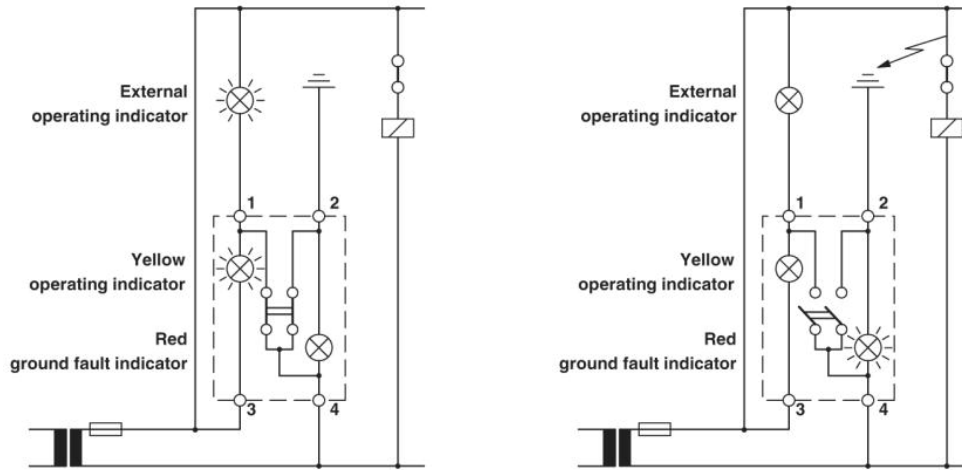 External
operating indicator
1
2
Yellow
operating indicator
Red
ground fault indicator
3
4
External
operating indicator
1
2
Yellow
operating indicator
Red
ground fault indicator
3
4